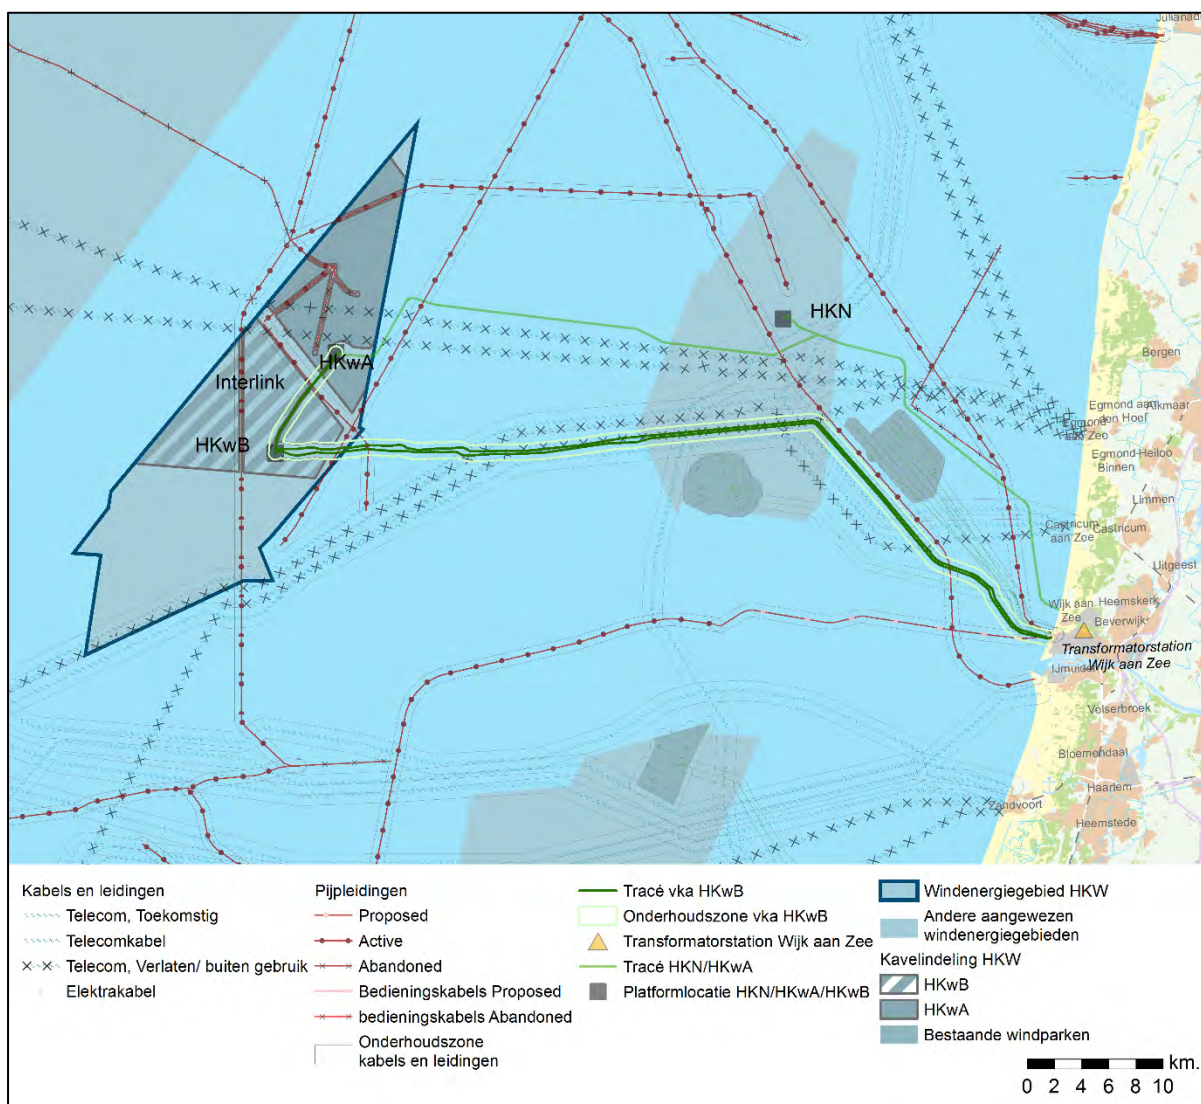 Julianad
HKN
Bergen
HKwA
Interlink
Egmond aan
den Hoef
Alkmaar
Egmond
aan Zee
HKwB
Egmond-
Heiloo
Binnen
Limmen
Castricum
aan Zee
Castricum
Uitgeest
Wijk aan
Zee
Heemskerk
Beverwijk
Transformatorstation
Wijk aan Zee
IJmuiden
Velserbroek
Bloemendaal
Haarlem
Zandvoort
Heemstede
Kabels en leidingen
Telecom, Toekomstig
Telecomkabel
Telecom, Verlaten/ buiten gebruik
Elektrakabel
Pijpleidingen
Proposed
Active
Abandoned
Bedieningskabels Proposed
bedieningskabels Abandoned
Onderhoudszone
kabels en leidingen
Tracé vka HKwB
Onderhoudszone vka HKwB
Transformatorstation Wijk aan Zee
Tracé HKN/HKwA
Platformlocatie HKN/HKwA/HKwB
Windenergiegebied HKW
Andere aangewezen
windenergiegebieden
Kavelindeling HKW
HKwB
HKwA
Bestaande windparken
km.
0 2 4 6 8 10